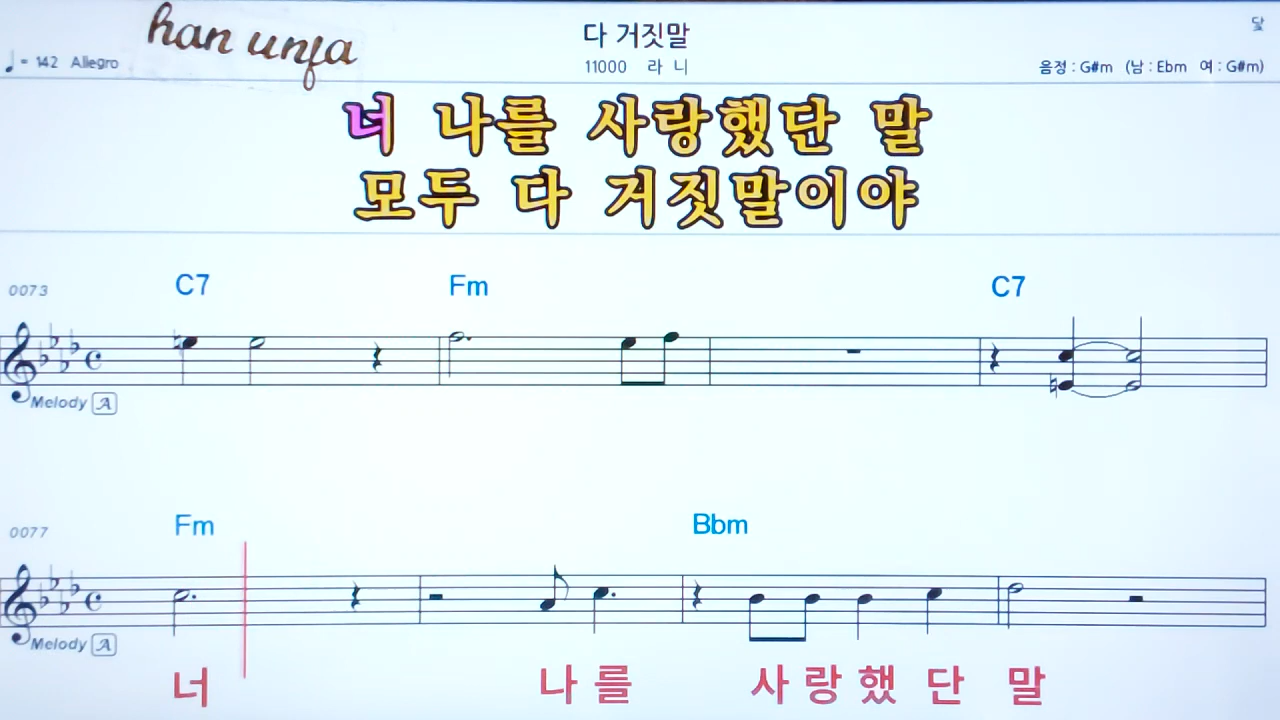 han unfa
다 거짓말
닻
♩ = 142 Allegro
11000 라 니
음정 : G#m (남 : Ebm 여 : G#m)
너 나를 사랑했단 말
모두 다 거짓말이야
0073 C7 Fm C7
Melody A
0077 Fm Bbm
Melody A
너 나 를 사 랑 했 단 말